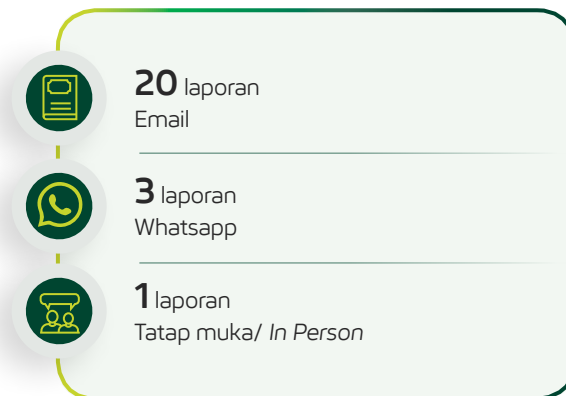 20 laporan
Email
3 laporan
Whatsapp
1 laporan
Tatap muka/ In Person